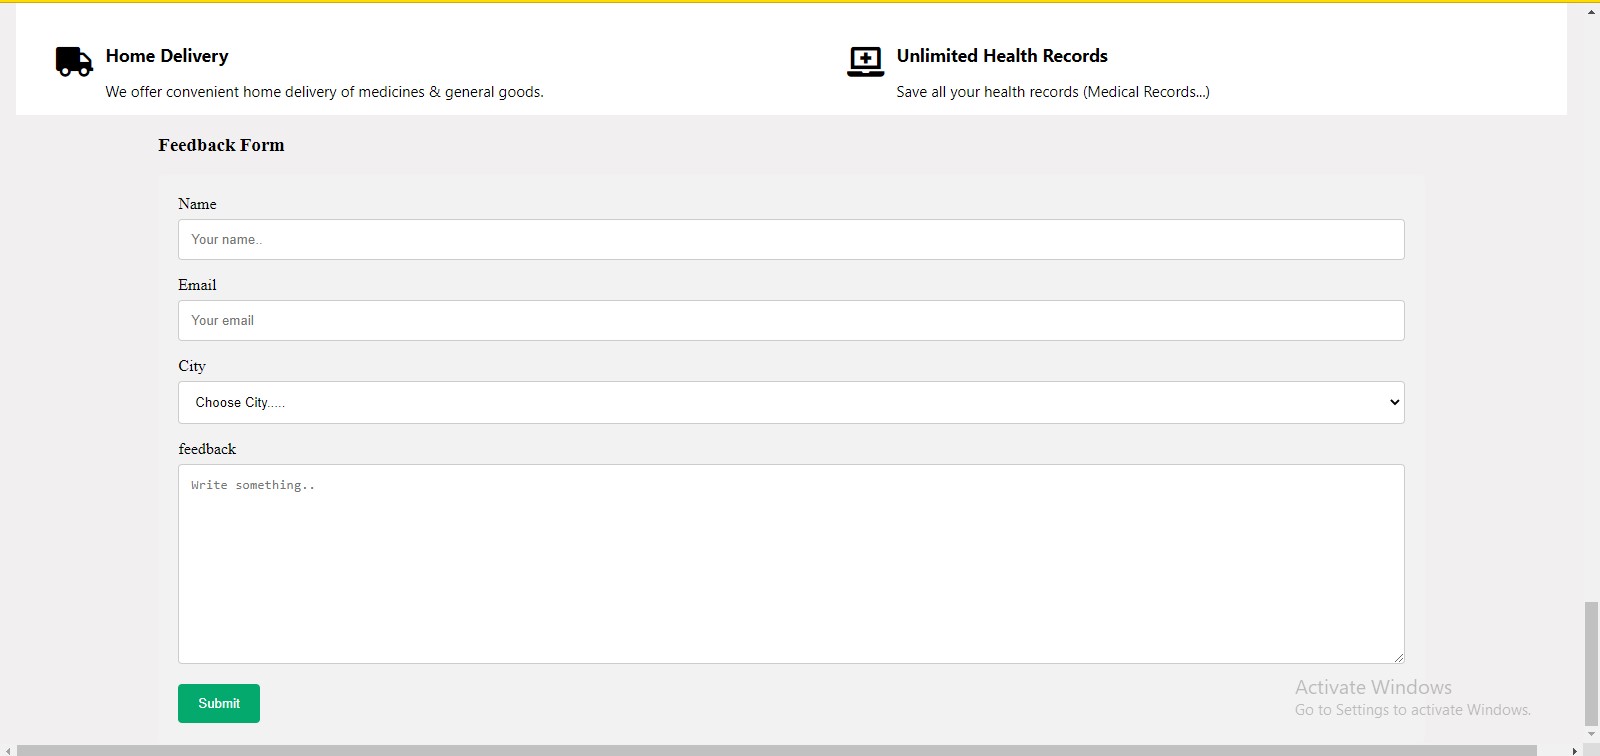 Home Delivery
We offer convenient home delivery of medicines & general goods.
Unlimited Health Records
Save all your health records (Medical Records...)
Feedback Form
Name
Your name..
Email
Your email
City
Choose City.....
feedback
Write something..
Submit
Activate Windows
Go to Settings to activate Windows.